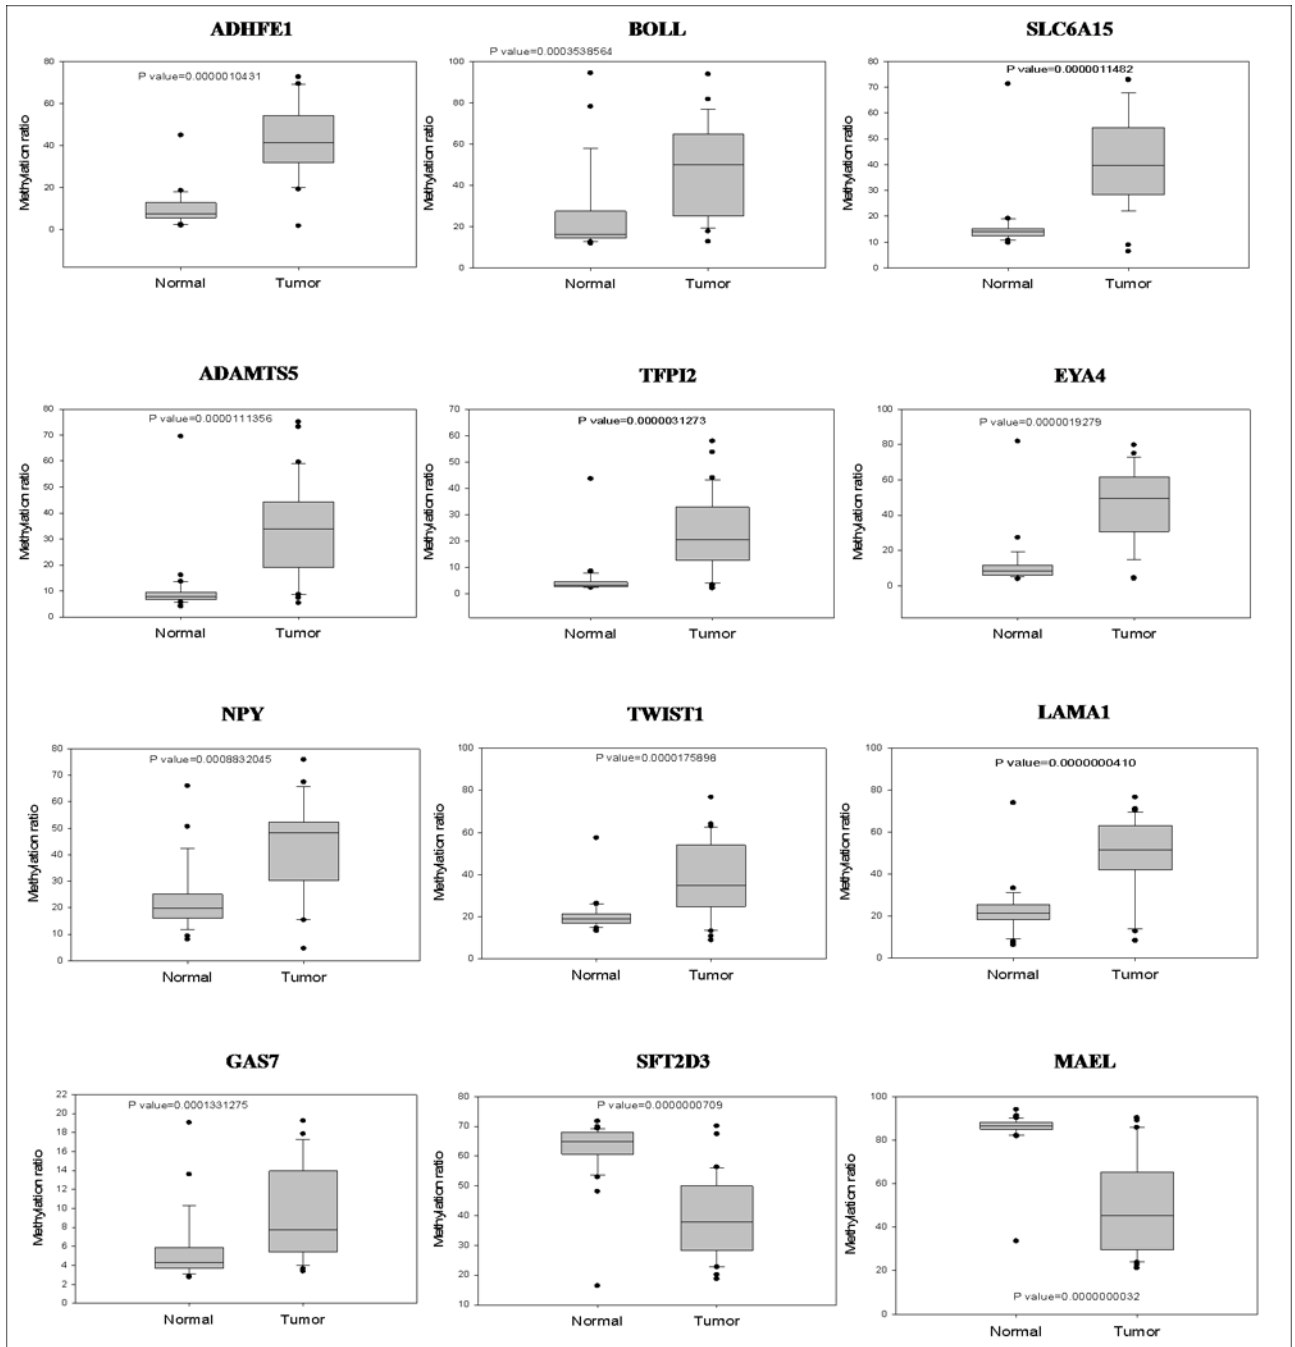 ADHFE1
P value=0.0000010431
Methylation ratio
80
60
40
20
0
Normal Tumor
BOLL
P value=0.0003538564
Methylation ratio
100
80
60
40
20
0
Normal Tumor
SLC6A15
P value=0.0000011482
Methylation ratio
80
70
60
50
40
30
20
10
0
Normal Tumor
ADAMTS5
P value=0.0000111356
Methylation ratio
80
70
60
50
40
30
20
10
0
Normal Tumor
TFPI2
P value=0.0000031273
Methylation ratio
70
60
50
40
30
20
10
0
Normal Tumor
EYA4
P value=0.0000019279
Methylation ratio
100
80
60
40
20
0
Normal Tumor
NPY
P value=0.0008832045
Methylation ratio
80
70
60
50
40
30
20
10
0
Normal Tumor
TWIST1
P value=0.0000175896
Methylation ratio
100
80
60
40
20
0
Normal Tumor
LAMA1
P value=0.0000000410
Methylation ratio
100
80
60
40
20
0
Normal Tumor
GAS7
P value=0.0001331275
Methylation ratio
22
20
18
16
14
12
10
8
6
4
2
0
Normal Tumor
SFT2D3
P value=0.0000000709
Methylation ratio
80
70
60
50
40
30
20
10
Normal Tumor
MAEL
Methylation ratio
100
80
60
40
20
0
P value=0.0000000032
Normal Tumor